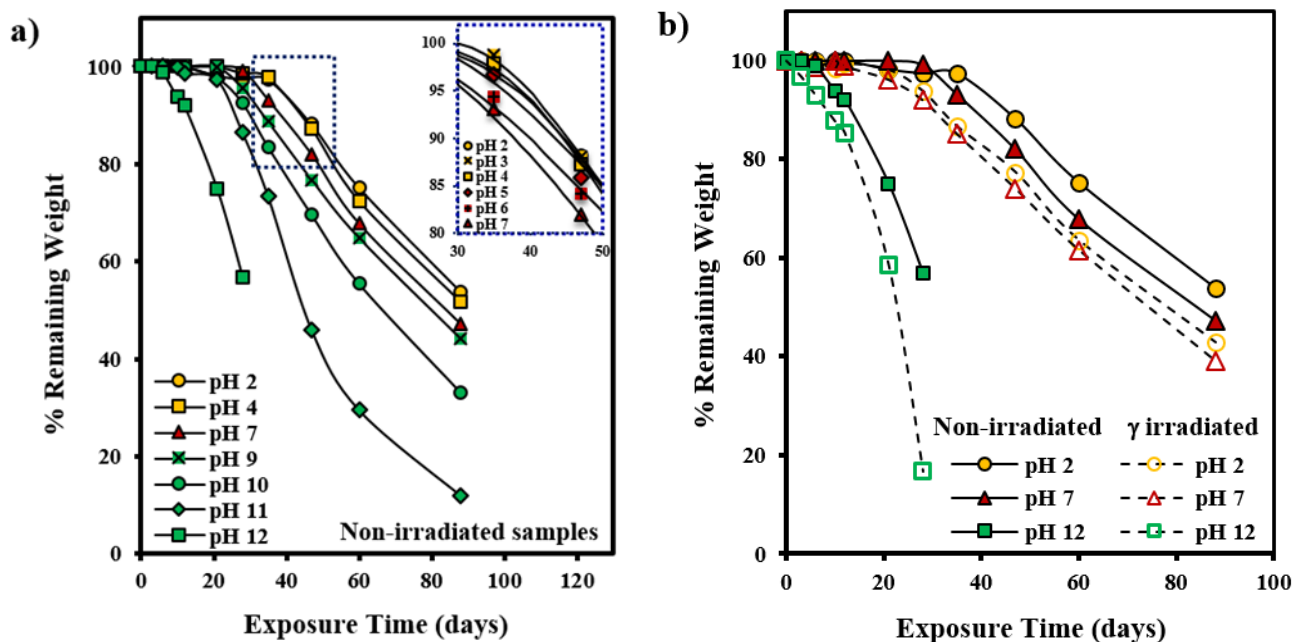 a)
% Remaining Weight
100
80
60
40
20
0
0 20 40 60 80 100 120
Exposure Time (days)
pH 2
pH 4
pH 7
pH 9
pH 10
pH 11
pH 12
Non-irradiated samples
100
95
90
85
80
30 40 50
pH 2
pH 3
pH 4
pH 5
pH 6
pH 7
b)
% Remaining Weight
100
80
60
40
20
0
0 20 40 60 80 100
Exposure Time (days)
Non-irradiated γ irradiated
pH 2 pH 2
pH 7 pH 7
pH 12 pH 12